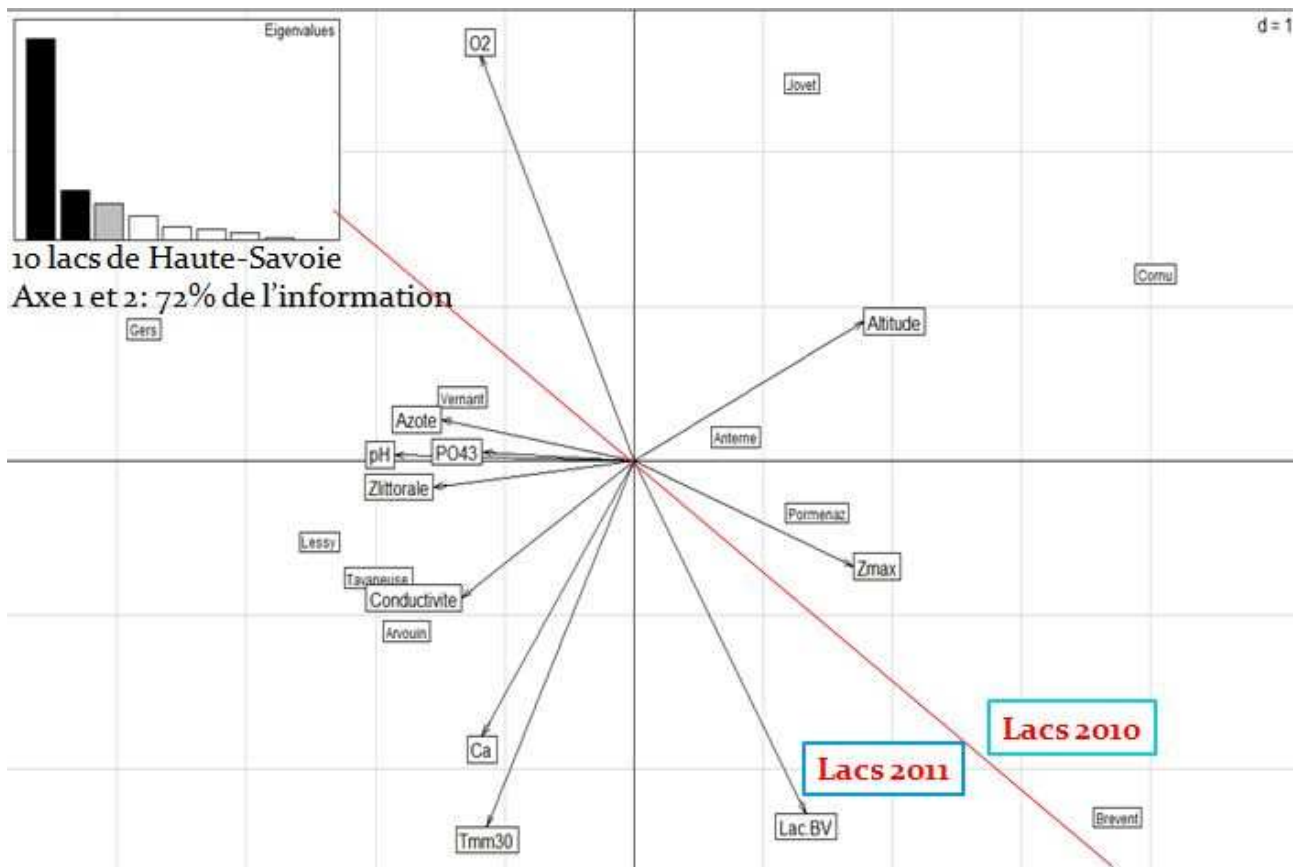 Eigenvalues
d = 1
O2
Jovet
10 lacs de Haute-Savoie
Cornu
Axe 1 et 2: 72% de l'information
Gers
Altitude
Vernant
Azote
Anterne
pH
PO43
Zlittorale
Pormenaz
Lessy
Zmax
Tavaneuse
Conductivite
Arvouin
Lacs 2010
Ca
Lacs 2011
Brevent
Lac.BV
Tmm30